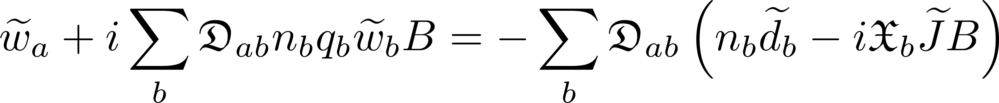 \widetilde{w}_a + i \sum_b \mathfrak{D}_{ab} n_b q_b \widetilde{w}_b B = - \sum_b \mathfrak{D}_{ab} \left( n_b \widetilde{d}_b - i \mathfrak{X}_b \widetilde{J} B \right)